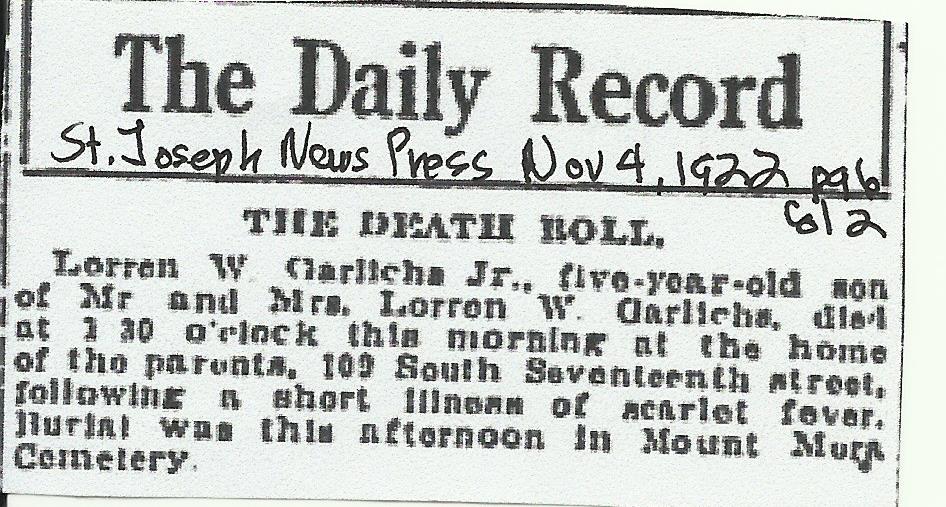 The Daily Record
St. Joseph News Press Nov 4, 1922 pg 6
Col 2
THE DEATH ROLL.
Lorren W Garlichs Jr., five-year-old son
of Mr and Mrs. Lorren W. Garlichs, died
at 30 o'clock this morning at the home
of the parents, 109 South Seventeenth street,
following a short illness of scarlet fever.
Burial was this afternoon in Mount Mora
Cemetery.